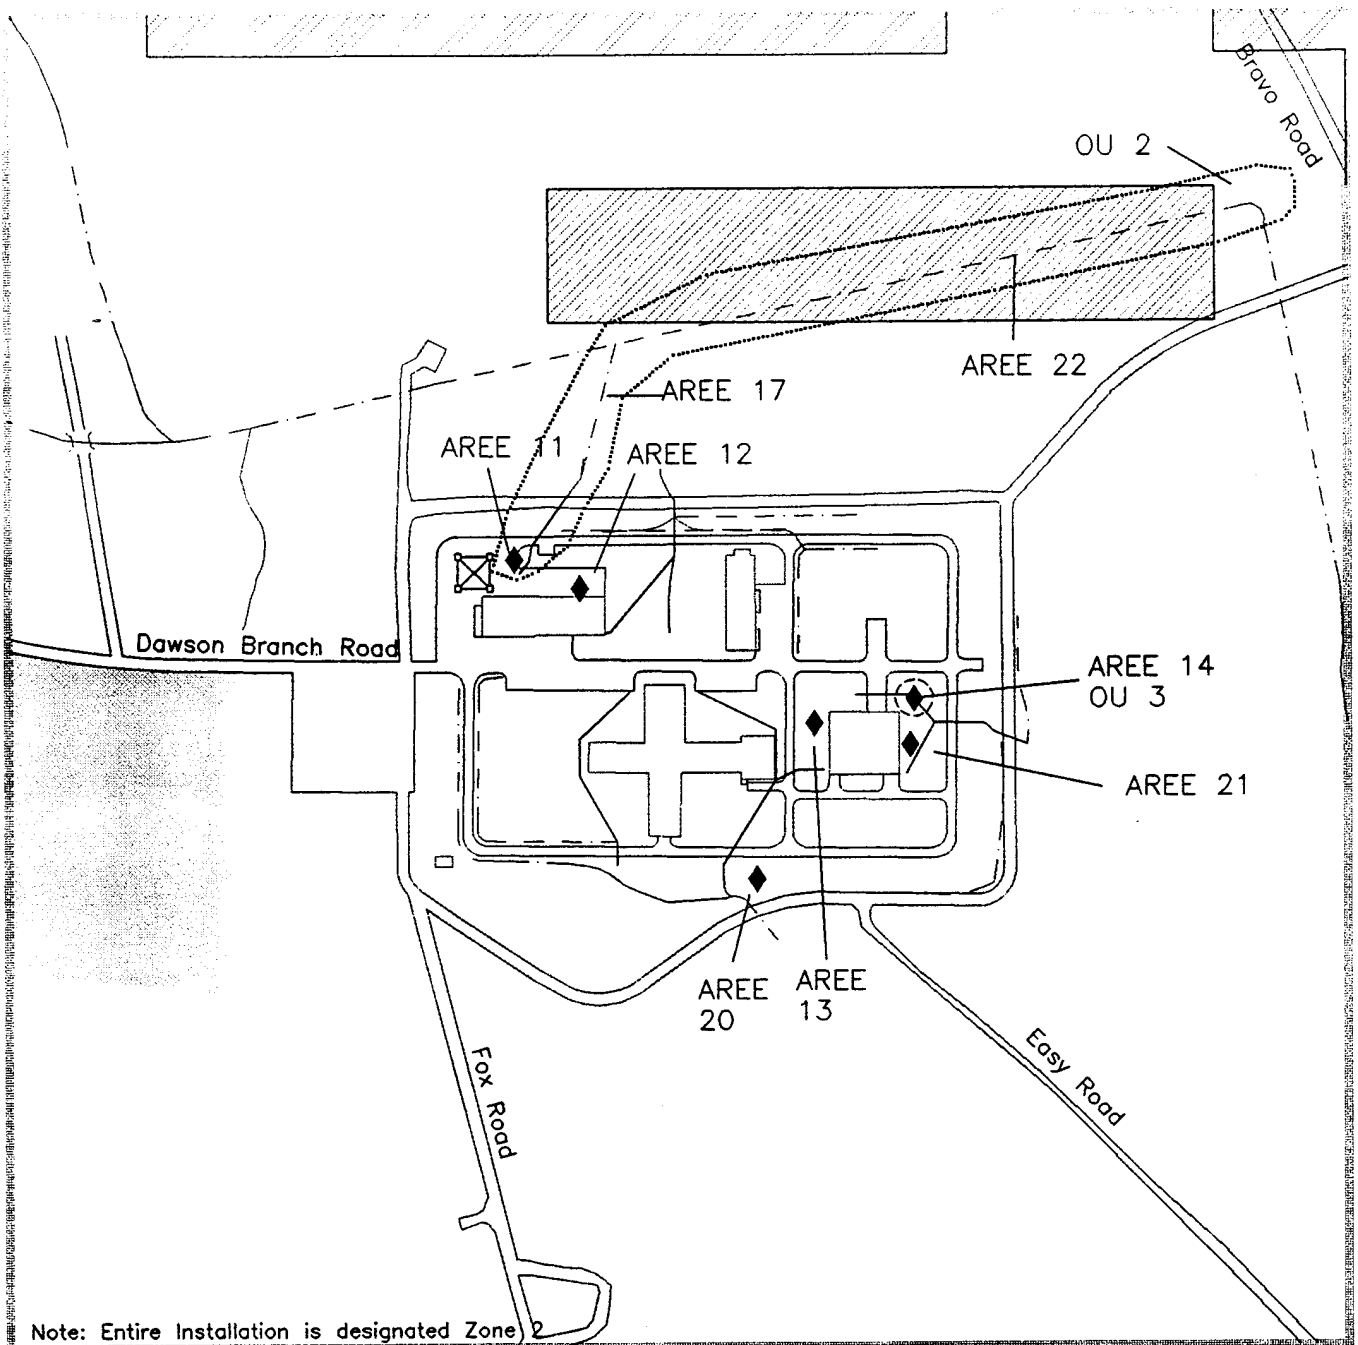 Bravo Road
OU 2
AREE 22
AREE 17
AREE 11
AREE 12
Dawson Branch Road
AREE 14
OU 3
AREE 21
AREE
20
AREE
13
Easy Road
Fox Road
Note: Entire Installation is designated Zone 2